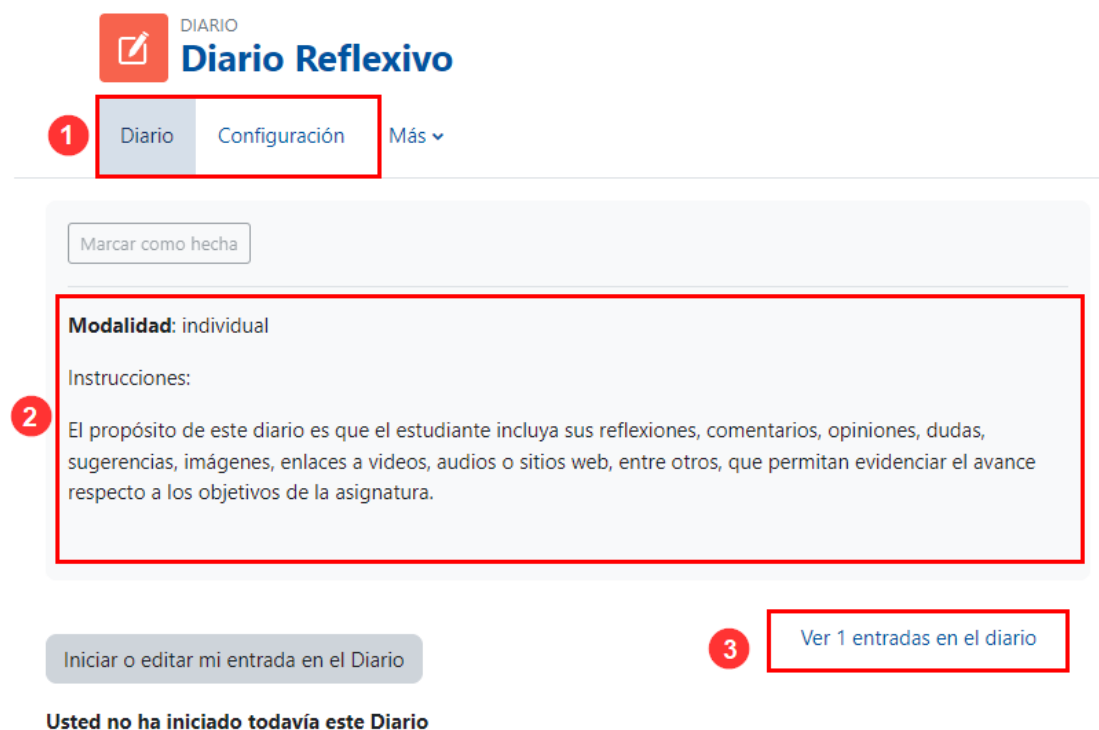 DIARIO
Diario Reflexivo
1 Diario Configuración Más
Marcar como hecha
Modalidad: individual
Instrucciones:
2
El propósito de este diario es que el estudiante incluya sus reflexiones, comentarios, opiniones, dudas,
sugerencias, imágenes, enlaces a videos, audios o sitios web, entre otros, que permitan evidenciar el avance
respecto a los objetivos de la asignatura.
3 Ver 1 entradas en el diario
Iniciar o editar mi entrada en el Diario
Usted no ha iniciado todavía este Diario